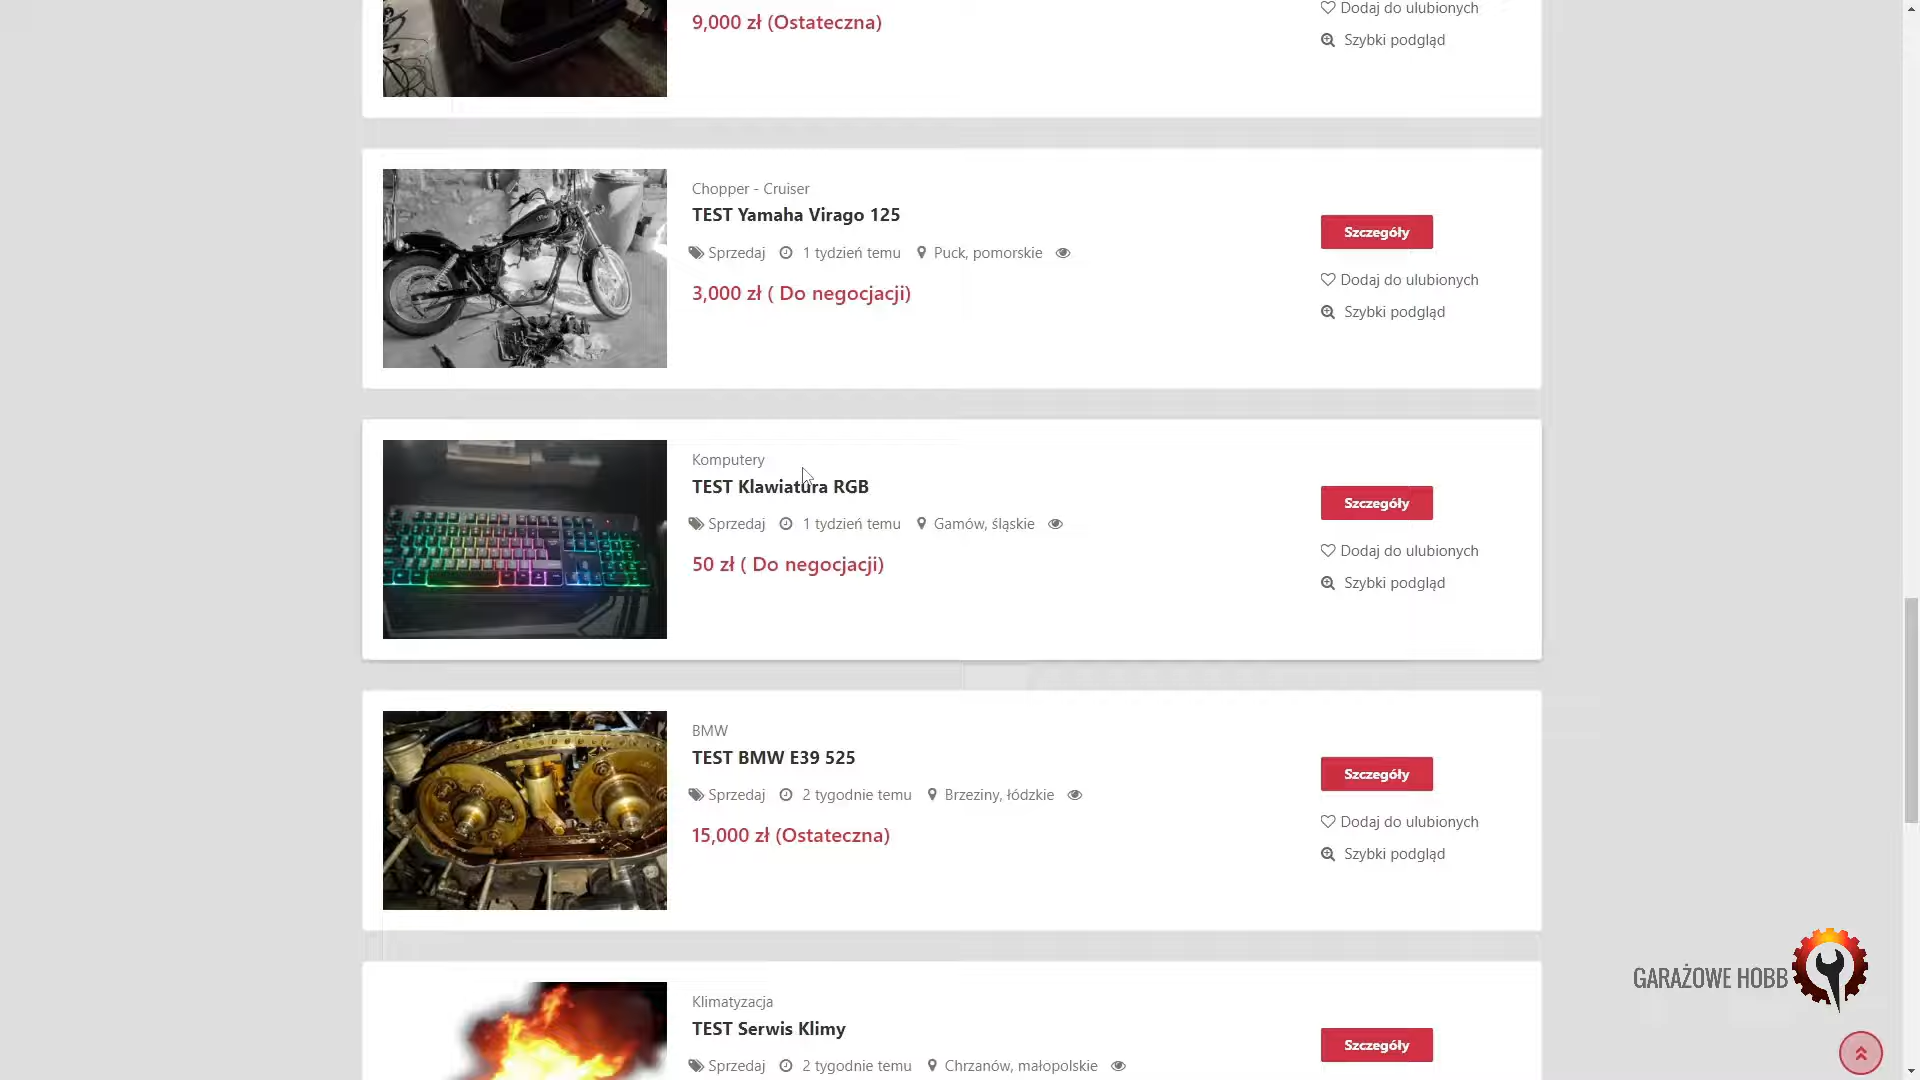 9,000 zł (Ostateczna)
Dodaj do ulubionych
Szybki podgląd
Chopper - Cruiser
TEST Yamaha Virago 125
Sprzedaj 1 tydzień temu Puck, pomorskie
3,000 zł ( Do negocjacji)
Szczegóły
Dodaj do ulubionych
Szybki podgląd
Komputery
TEST Klawiatura RGB
Sprzedaj 1 tydzień temu Gamów, śląskie
50 zł ( Do negocjacji)
Szczegóły
Dodaj do ulubionych
Szybki podgląd
BMW
TEST BMW E39 525
Sprzedaj 2 tygodnie temu Brzeziny, łódzkie
15,000 zł (Ostateczna)
Szczegóły
Dodaj do ulubionych
Szybki podgląd
GARAŻOWE HOBB
Klimatyzacja
TEST Serwis Klimy
Sprzedaj 2 tygodnie temu Chrzanów, małopolskie
Szczegóły